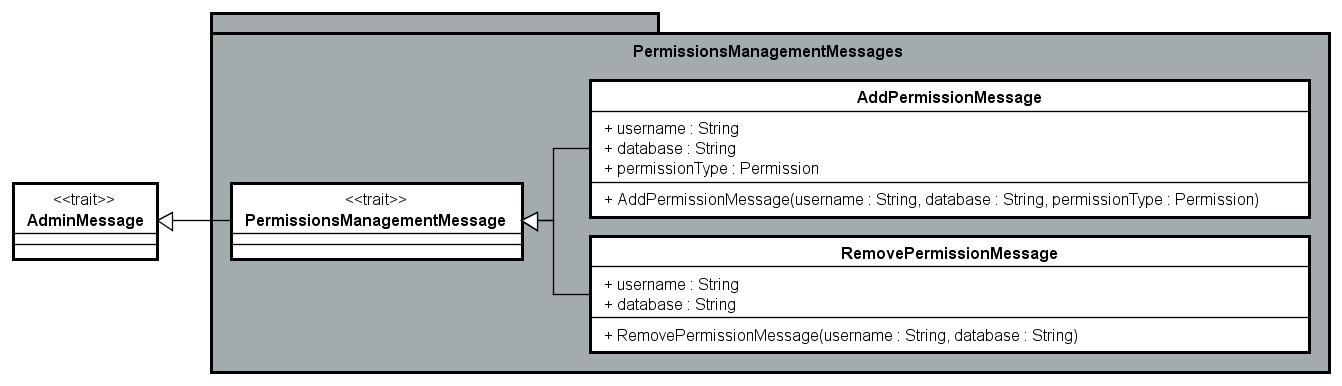 PermissionsManagementMessages
AddPermissionMessage
+ username : String
+ database : String
+ permissionType : Permission
+ AddPermissionMessage(username : String, database : String, permissionType : Permission)
<<trait>>
AdminMessage
<<trait>>
PermissionsManagementMessage
RemovePermissionMessage
+ username : String
+ database : String
+ RemovePermissionMessage(username : String, database : String)